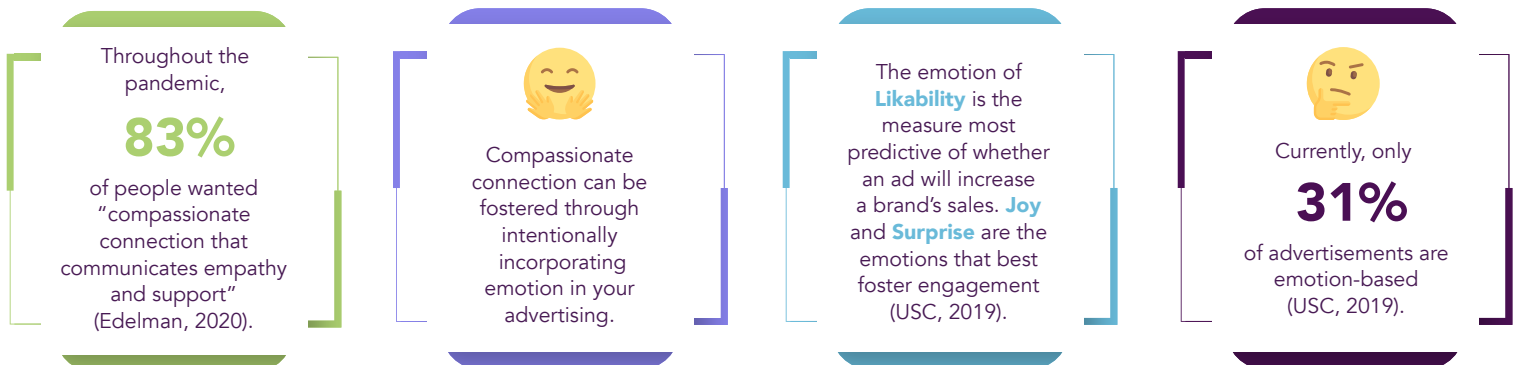 Throughout the
pandemic,
83%
of people wanted
“compassionate
connection that
communicates empathy
and support”
(Edelman, 2020).
Compassionate
connection can be
fostered through
intentionally
incorporating
emotion in your
advertising.
The emotion of
Likability is the
measure most
predictive of whether
an ad will increase
a brand’s sales. Joy
and Surprise are the
emotions that best
foster engagement
(USC, 2019).
Currently, only
31%
of advertisements are
emotion-based
(USC, 2019).